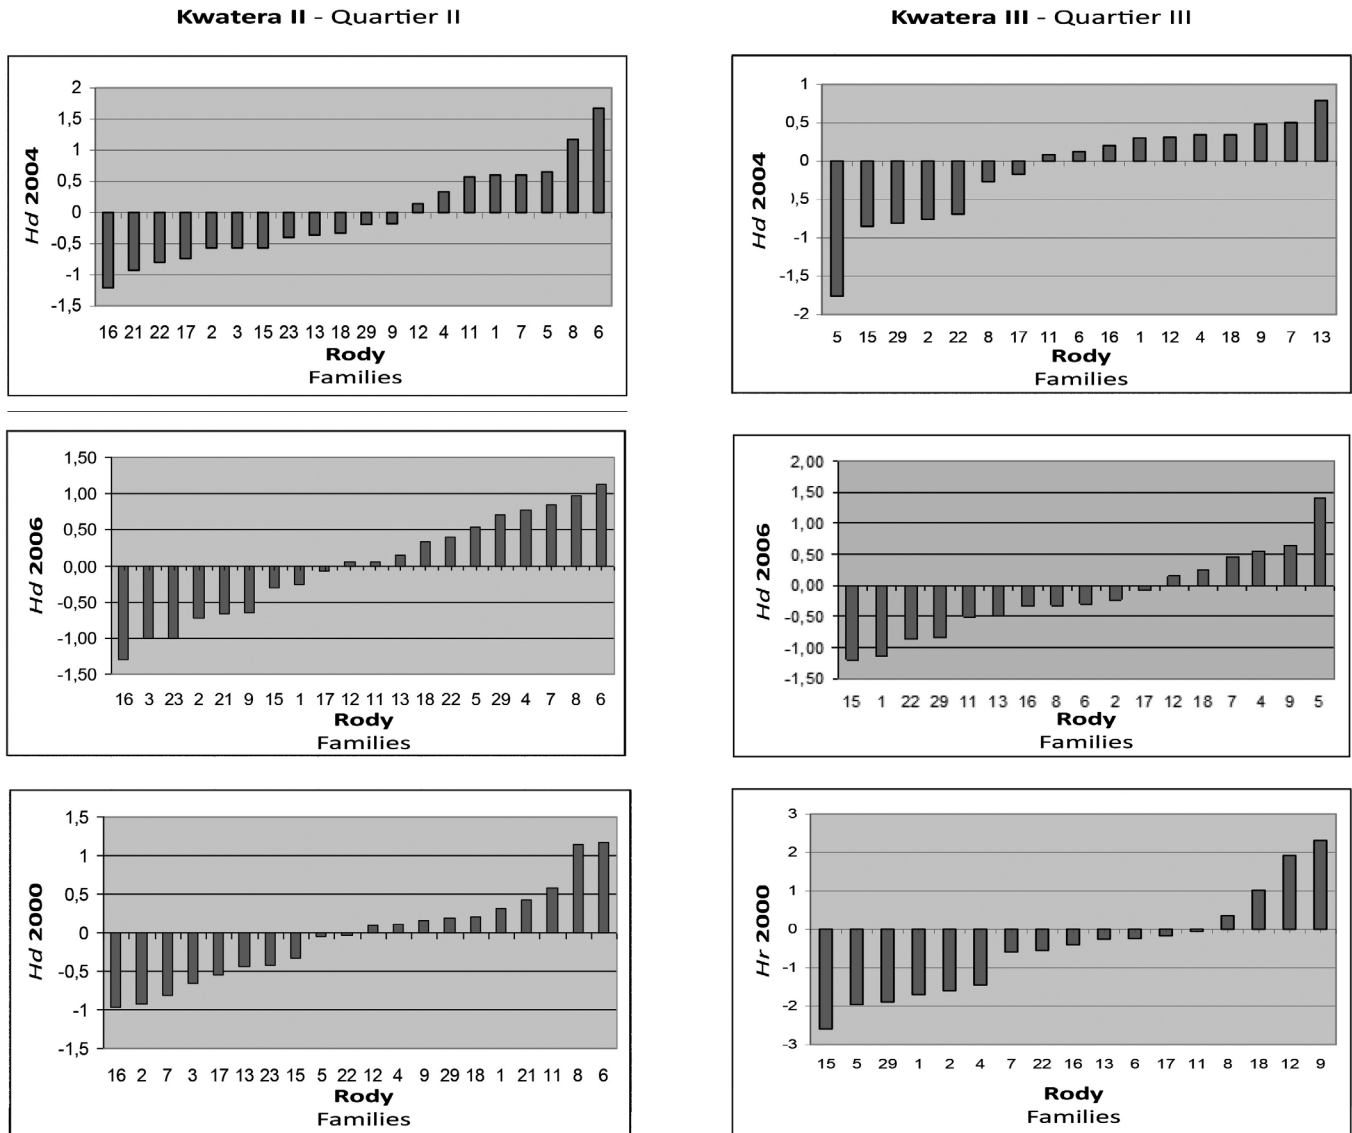 Kwatera II - Quartier II
Kwatera III - Quartier III
2
1,5
1
0,5
0
-0,5
-1
-1,5
Hd 2004
16 21 22 17 2 3 15 23 13 18 29 9 12 4 11 1 7 5 8 6
Rody
Families
1
0,5
0
),5
-1
-1,5
-2
Hd 2004
5 15 29 2 22 8 17 11 6 16 1 12 4 18 9 7 13
Rody
Families
1,50
1,00
0,50
0,00
-0,50
-1,00
-1,50
Hd 2006
16 3 23 2 21 9 15 1 17 12 11 13 18 22 5 29 4 7 8 6
Rody
Families
2,00
1,50
1,00
0,50
0,00
-0,50
-1,00
-1,50
Hd 2006
15 1 22 29 11 13 16 8 6 2 17 12 18 7 4 9 5
Rody
Families
1,5
1
0,5
0
-0,5
-1
-1,5
Hd 2000
16 2 7 3 17 13 23 15 5 22 12 4 9 29 18 1 21 11 8 6
Rody
Families
3
2
1
0
-1
-2
-3
Hr 2000
15 5 29 1 2 4 7 22 16 13 6 17 11 8 18 12 9
Rody
Families